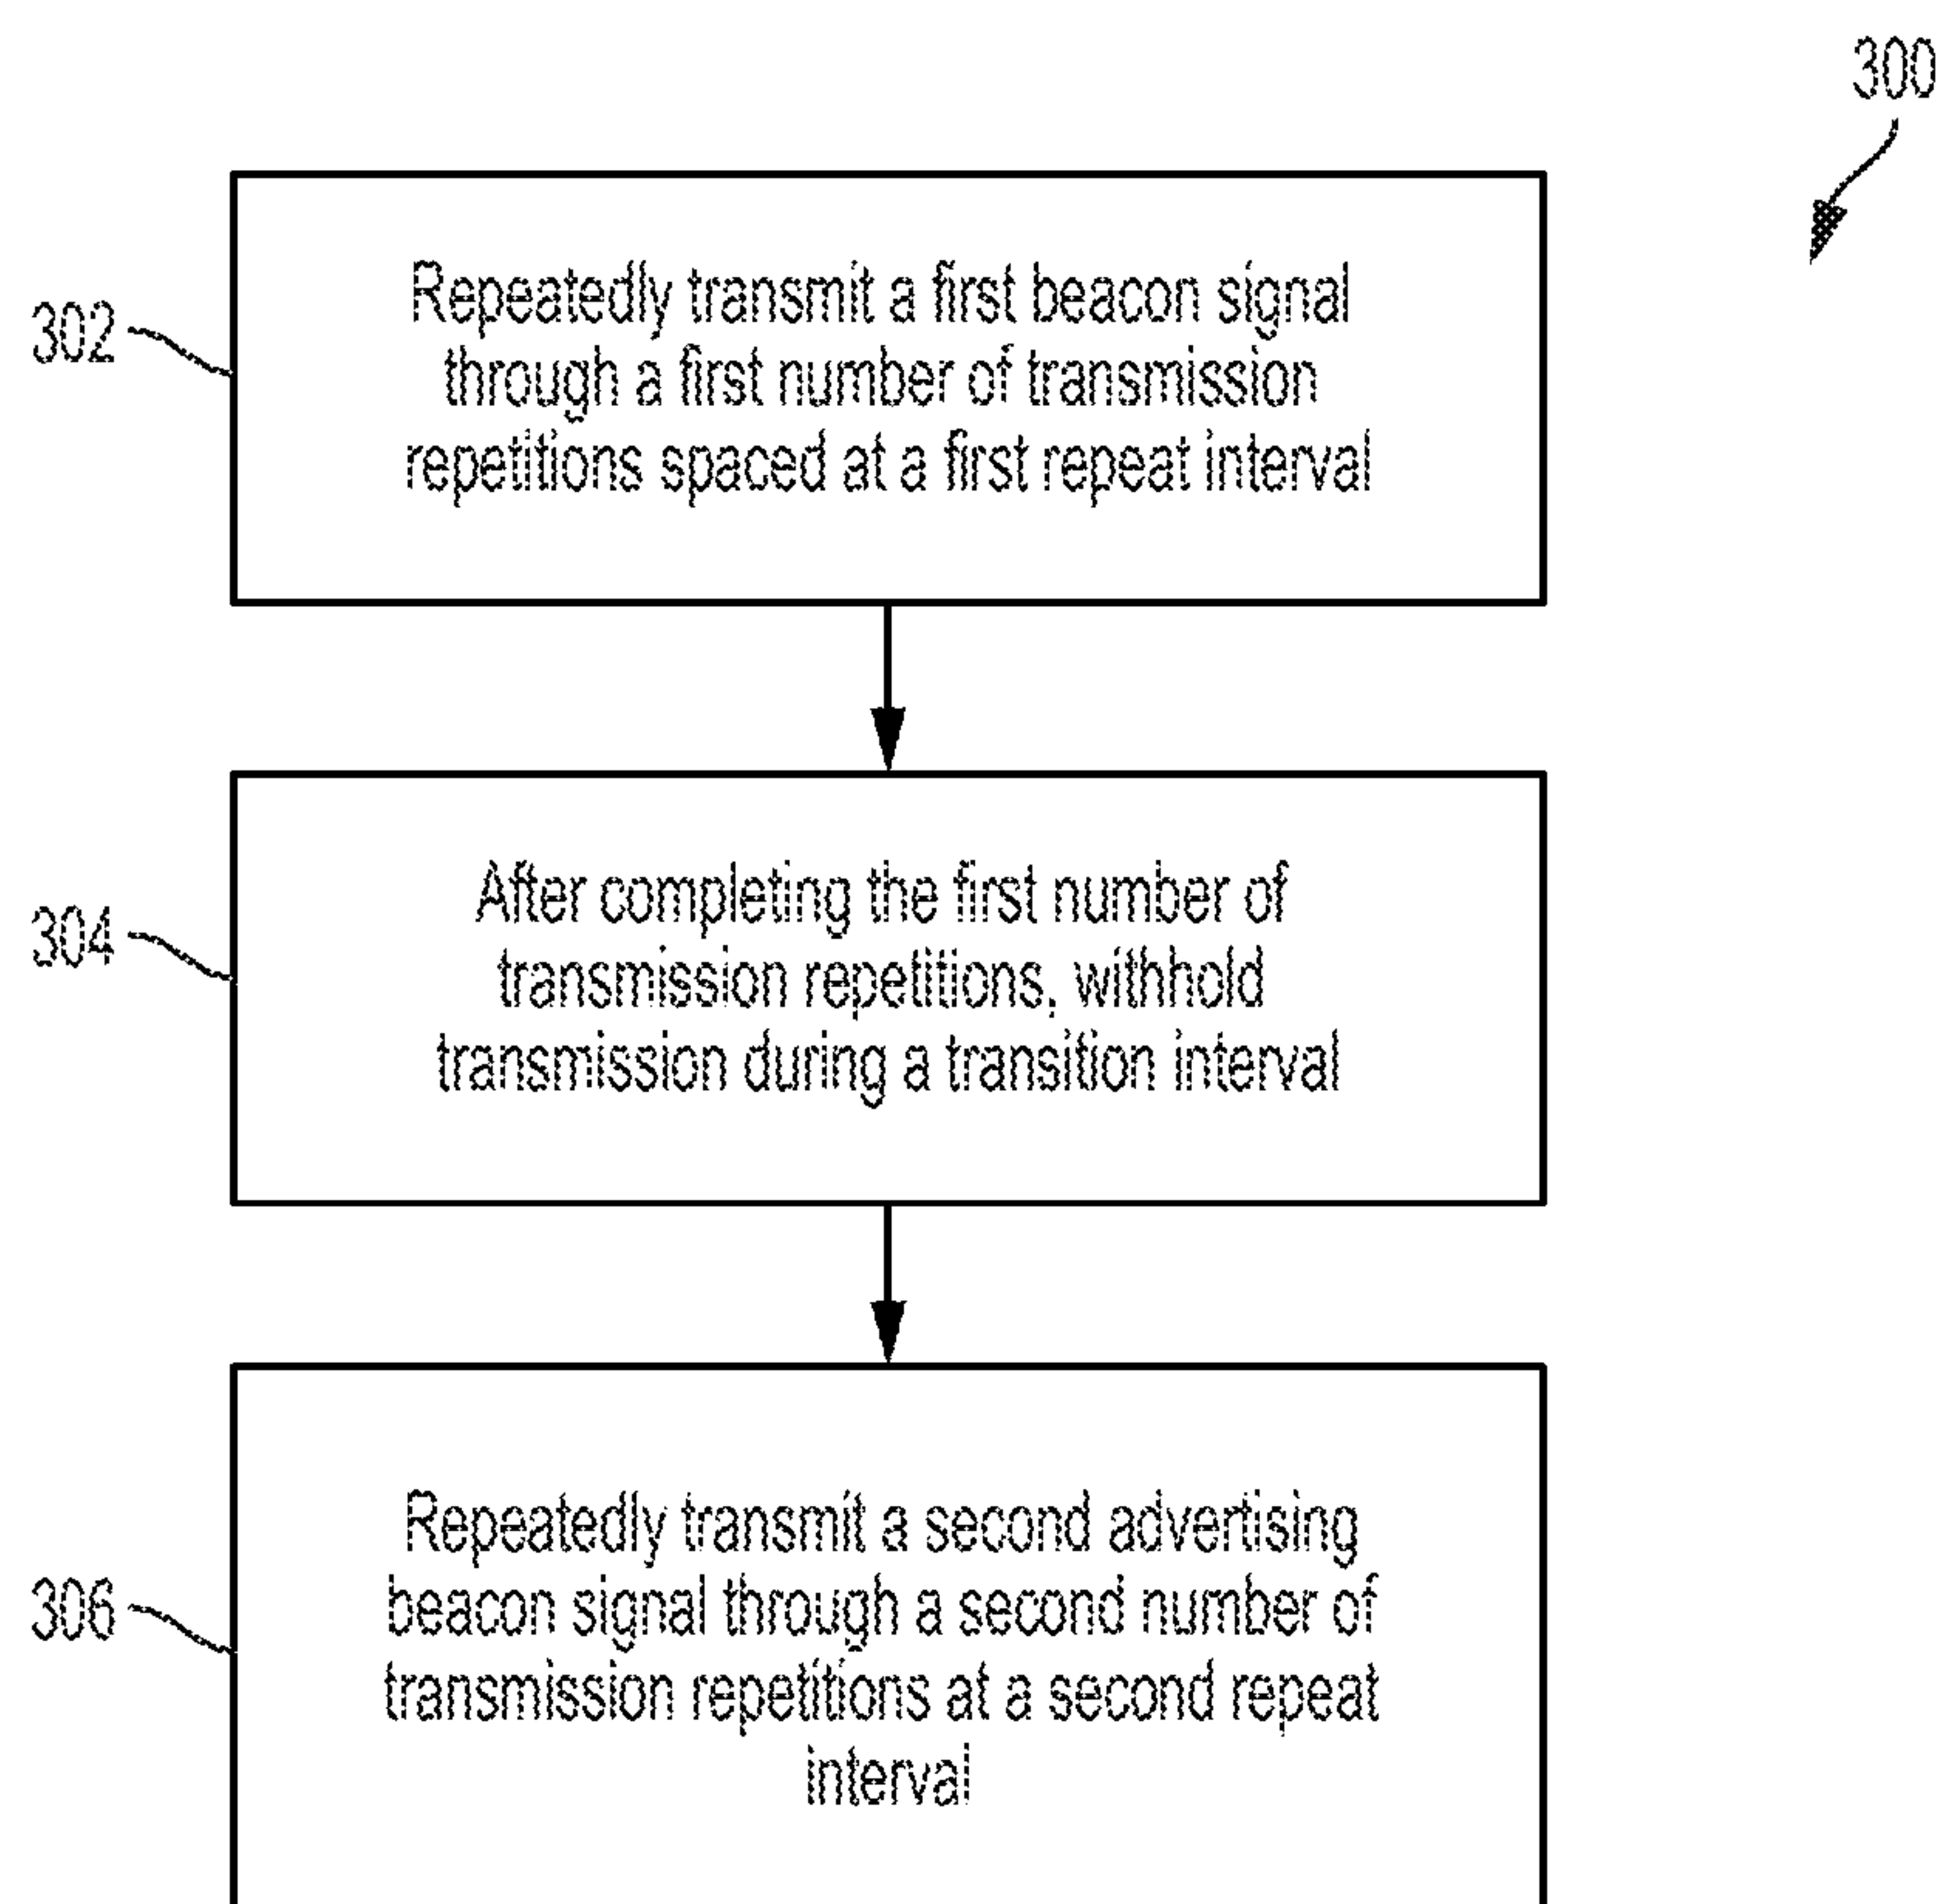 300
302
Repeatedly transmit a first beacon signal
through a first number of transmission
repetitions spaced at a first repeat interval
304
After completing the first number of
transmission repetitions, withhold
transmission during a transition interval
306
Repeatedly transmit a second advertising
beacon signal through a second number of
transmission repetitions at a second repeat
interval